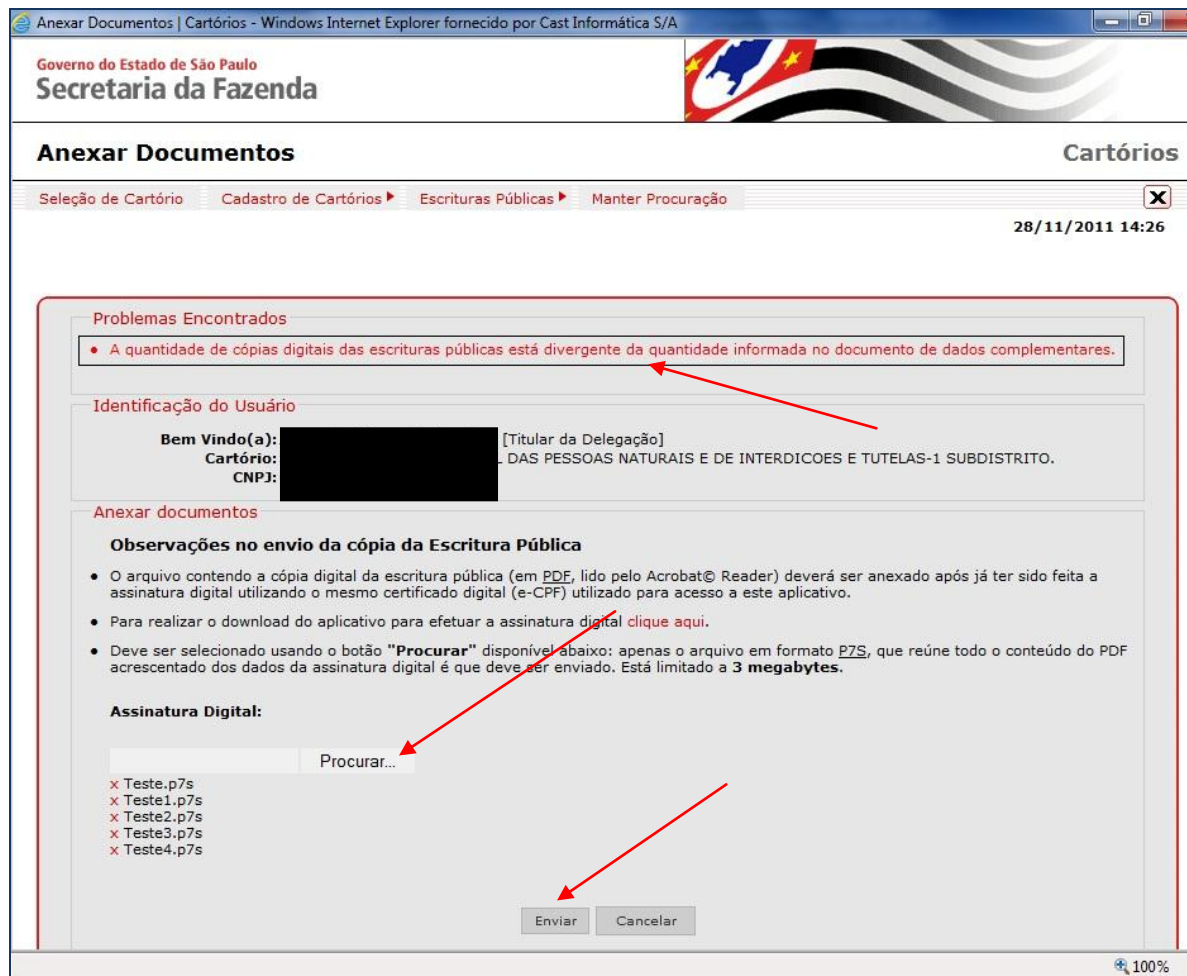 Anexar Documentos | Cartórios - Windows Internet Explorer fornecido por Cast Informática S/A
Governo do Estado de São Paulo
Secretaria da Fazenda
Anexar Documentos
Cartórios
Seleção de Cartório Cadastro de Cartórios Escrituras Públicas Manter Procuração
X
28/11/2011 14:26
Problemas Encontrados
• A quantidade de cópias digitais das escrituras públicas está divergente da quantidade informada no documento de dados complementares.
Identificação do Usuário
Bem Vindo(a): [Titular da Delegação]
Cartório: DAS PESSOAS NATURAIS E DE INTERDICOES E TUTELAS-1 SUBDISTRITO.
CNPJ:
Anexar documentos
Observações no envio da cópia da Escritura Pública
• O arquivo contendo a cópia digital da escritura pública (em PDF, lido pelo Acrobat© Reader) deverá ser anexado após já ter sido feita a
assinatura digital utilizando o mesmo certificado digital (e-CPF) utilizado para acesso a este aplicativo.
• Para realizar o download do aplicativo para efetuar a assinatura digital clique aqui.
• Deve ser selecionado usando o botão "Procurar" disponível abaixo: apenas o arquivo em formato P7S, que reúne todo o conteúdo do PDF
acrescentado dos dados da assinatura digital é que deve ser enviado. Está limitado a 3 megabytes.
Assinatura Digital:
Procurar...
x Teste.p7s
x Teste1.p7s
x Teste2.p7s
x Teste3.p7s
x Teste4.p7s
Enviar Cancelar
100%